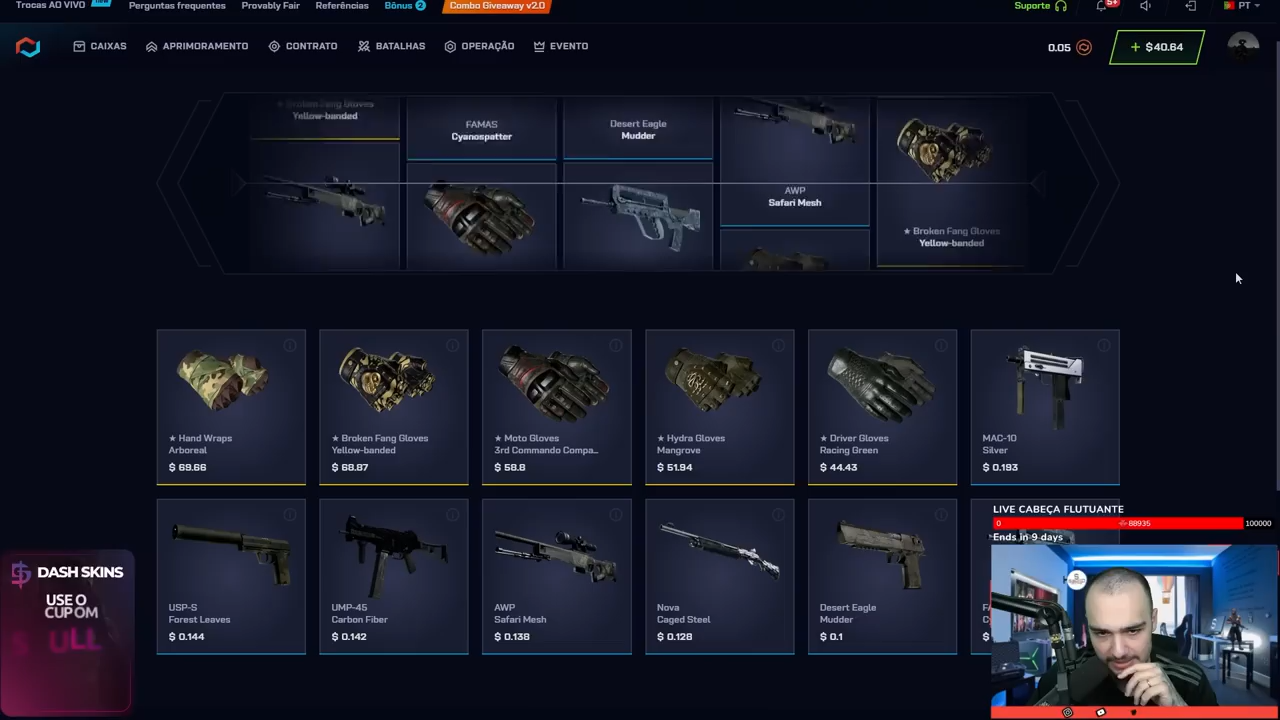 Trocas AO VIVO
Perguntas frequentes
Provably Fair
Referências
Bônus 2
Combo Giveaway v2.0
Suporte
5+
PT
CAIXAS
APRIMORAMENTO
CONTRATO
BATALHAS
OPERAÇÃO
EVENTO
0.05
+ $40.64
★ Broken Fang Gloves
Yellow-banded
FAMAS
Cyanospatter
Desert Eagle
Mudder
AWP
Safari Mesh
★ Broken Fang Gloves
Yellow-banded
★ Hand Wraps
Arboreal
$ 69.66
★ Broken Fang Gloves
Yellow-banded
$ 68.87
★ Moto Gloves
3rd Commando Compa...
$ 58.8
★ Hydra Gloves
Mangrove
$ 51.94
★ Driver Gloves
Racing Green
$ 44.43
MAC-10
Silver
$ 0.193
USP-S
Forest Leaves
$ 0.144
UMP-45
Carbon Fiber
$ 0.142
AWP
Safari Mesh
$ 0.138
Nova
Caged Steel
$ 0.128
Desert Eagle
Mudder
$ 0.1
LIVE CABEÇA FLUTUANTE
0
88935
100000
Ends in 9 days
DASH SKINS
USE O
CUPOM